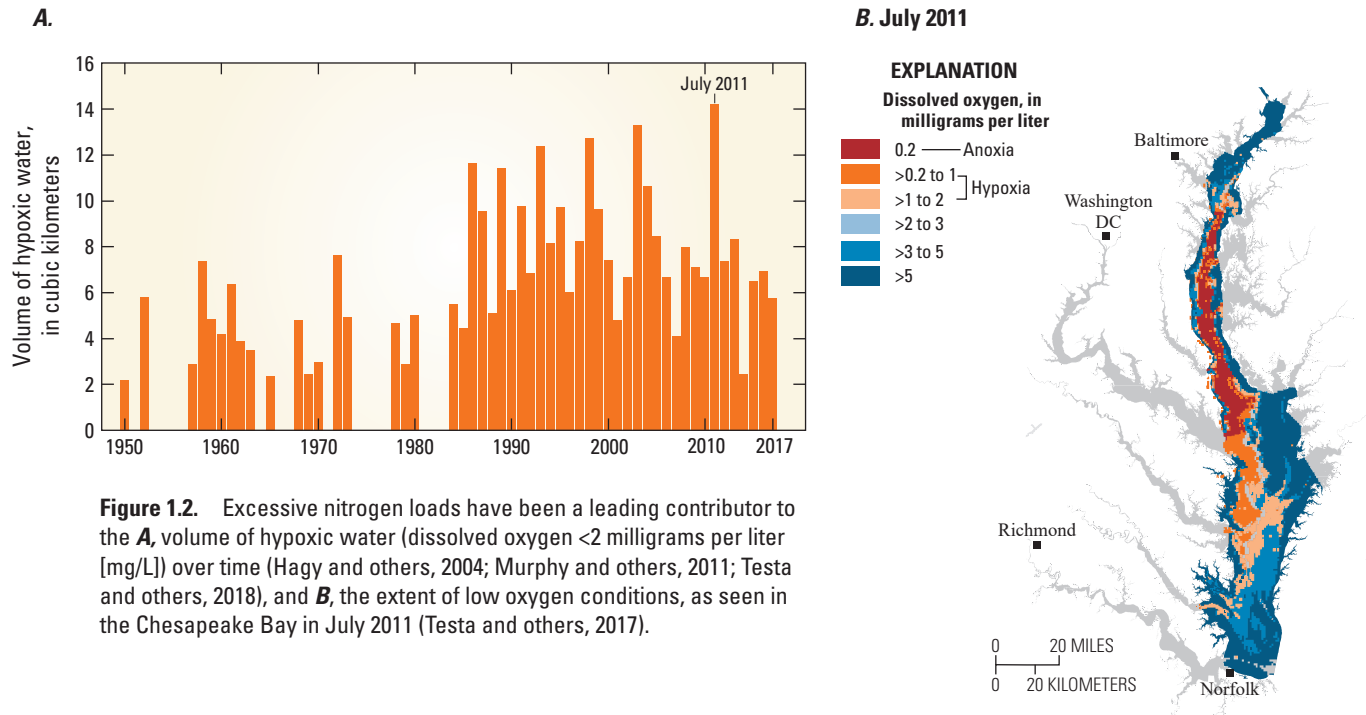 A.
Volume of hypoxic water,
in cubic kilometers
16
14
12
10
8
6
4
2
0
July 2011
1950
1960
1970
1980
1990
2000
2010
2017
Figure 1.2. Excessive nitrogen loads have been a leading contributor to
the A, volume of hypoxic water (dissolved oxygen <2 milligrams per liter
[mg/L]) over time (Hagy and others, 2004; Murphy and others, 2011; Testa
and others, 2018), and B, the extent of low oxygen conditions, as seen in
the Chesapeake Bay in July 2011 (Testa and others, 2017).
B. July 2011
EXPLANATION
Dissolved oxygen, in
milligrams per liter
0.2 Anoxia
>0.2 to 1
Hypoxia
>1 to 2
>2 to 3
>3 to 5
>5
Baltimore
Washington
DC
Richmond
Norfolk
0 20 MILES
0 20 KILOMETERS